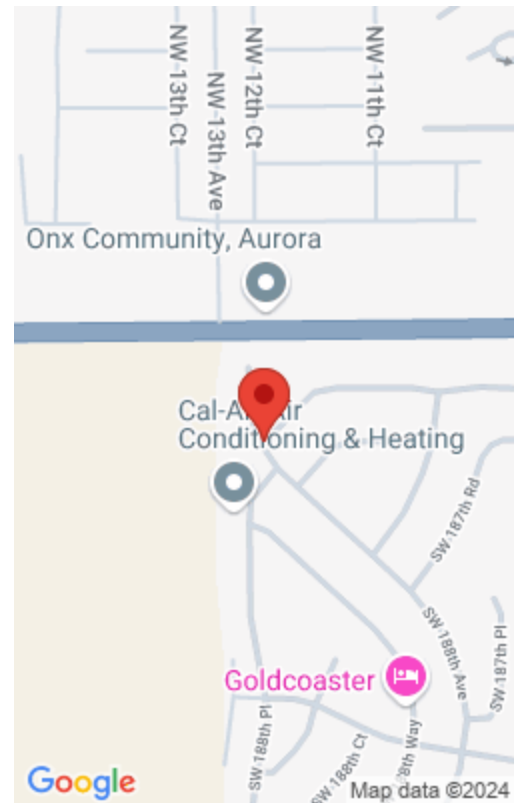 NW 13th Ct
NW 13th Ave
NW 12th Ct
NW 11th Ct
Onx Community, Aurora
Conditioning & Heating
SW 187th Rd
SW 188th Ave
SW 187th Pl
Goldcoaster
SW 188th Pl
SW 188th Ct
Way
Google
Map data ©2024